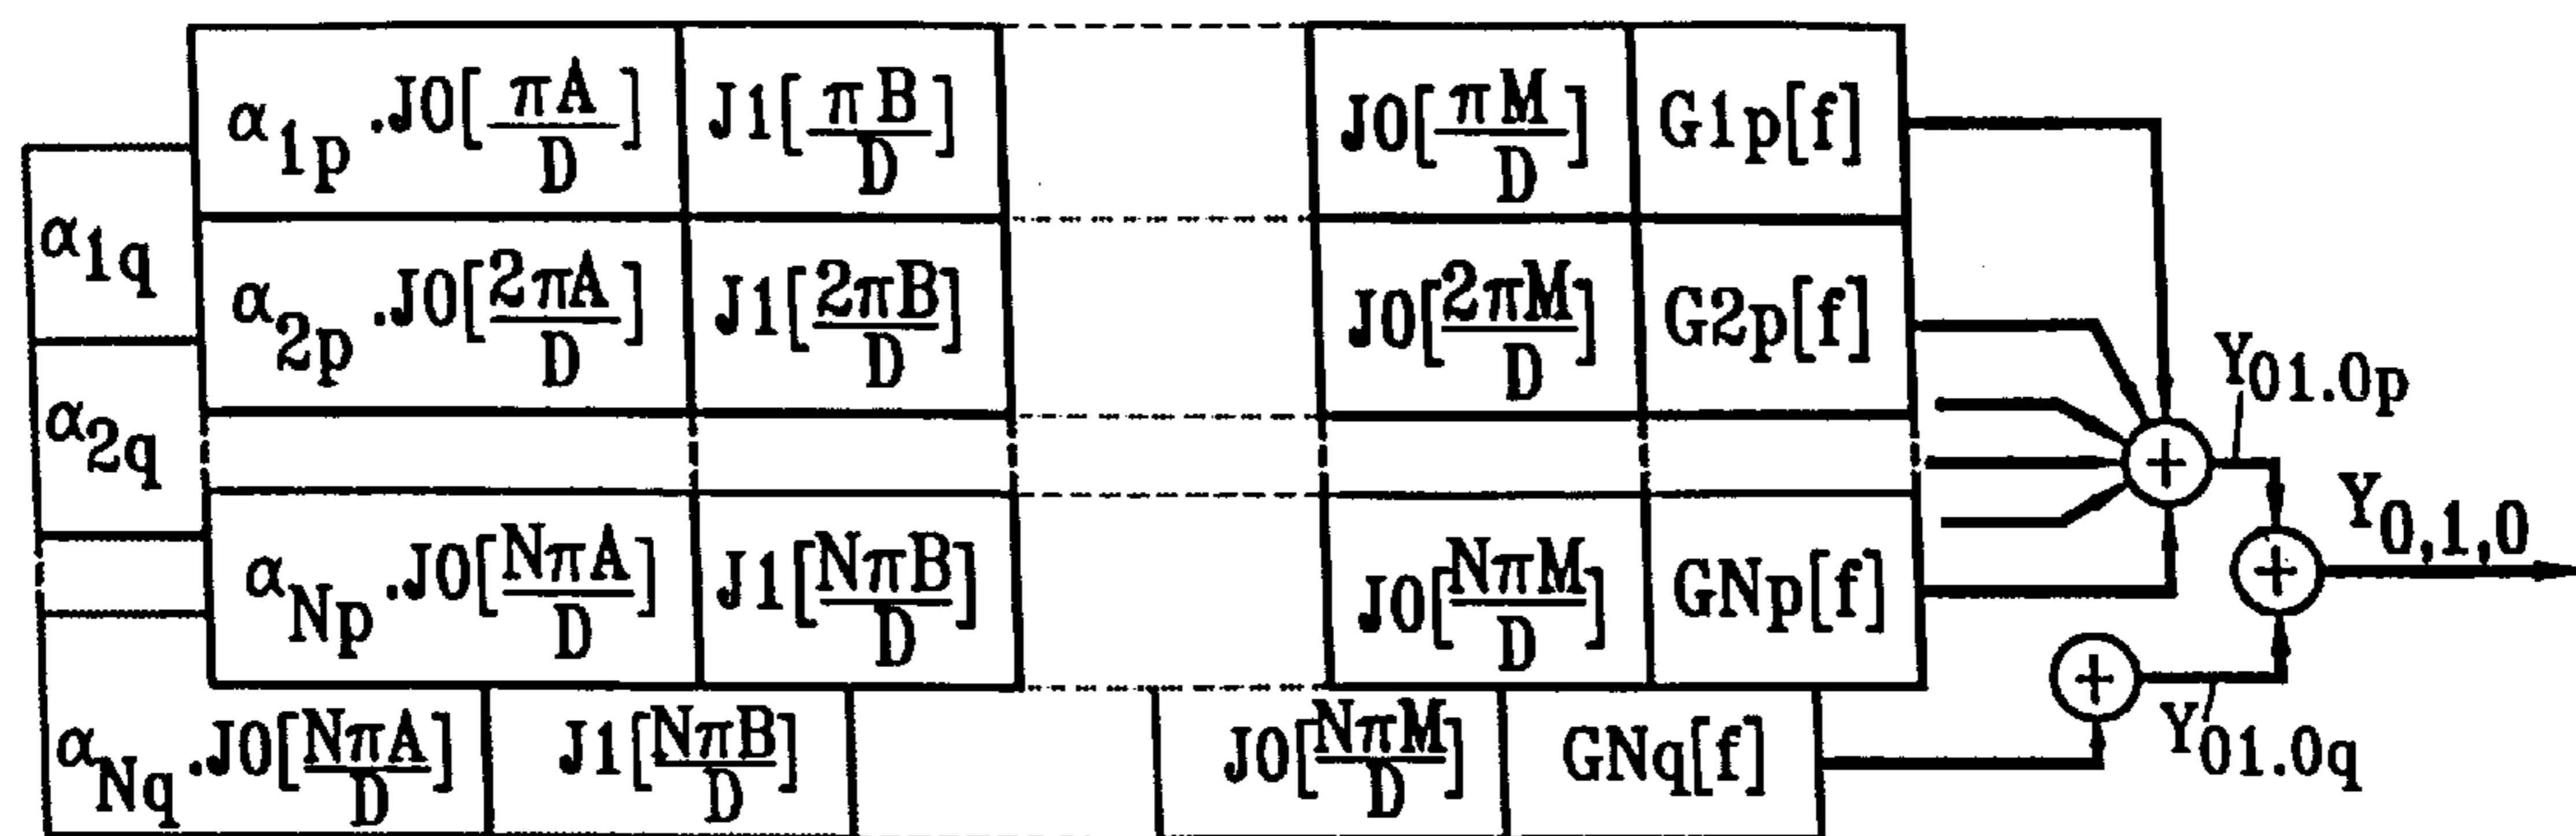 α1p .J0[πA/D] J1[πB/D] J0[πM/D] G1p[f]
α1q
α2p .J0[2πA/D] J1[2πB/D] J0[2πM/D] G2p[f]
Y01.0p
α2q
+
αNp .J0[NπA/D] J1[NπB/D] J0[NπM/D] GNp[f]
+ Y0,1,0
+
Y01.0q
αNq .J0[NπA/D] J1[NπB/D] J0[NπM/D] GNq[f]